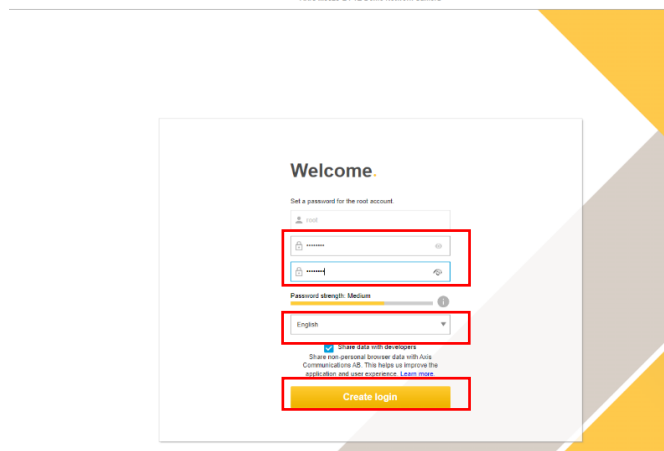 Welcome.
Set a password for the root account
root
Password strength: Medium
i
English
Share data with developers
Share non-personal browser data with Axis
Communications AB. This helps us improve the
application and user experience. Learn more.
Create login